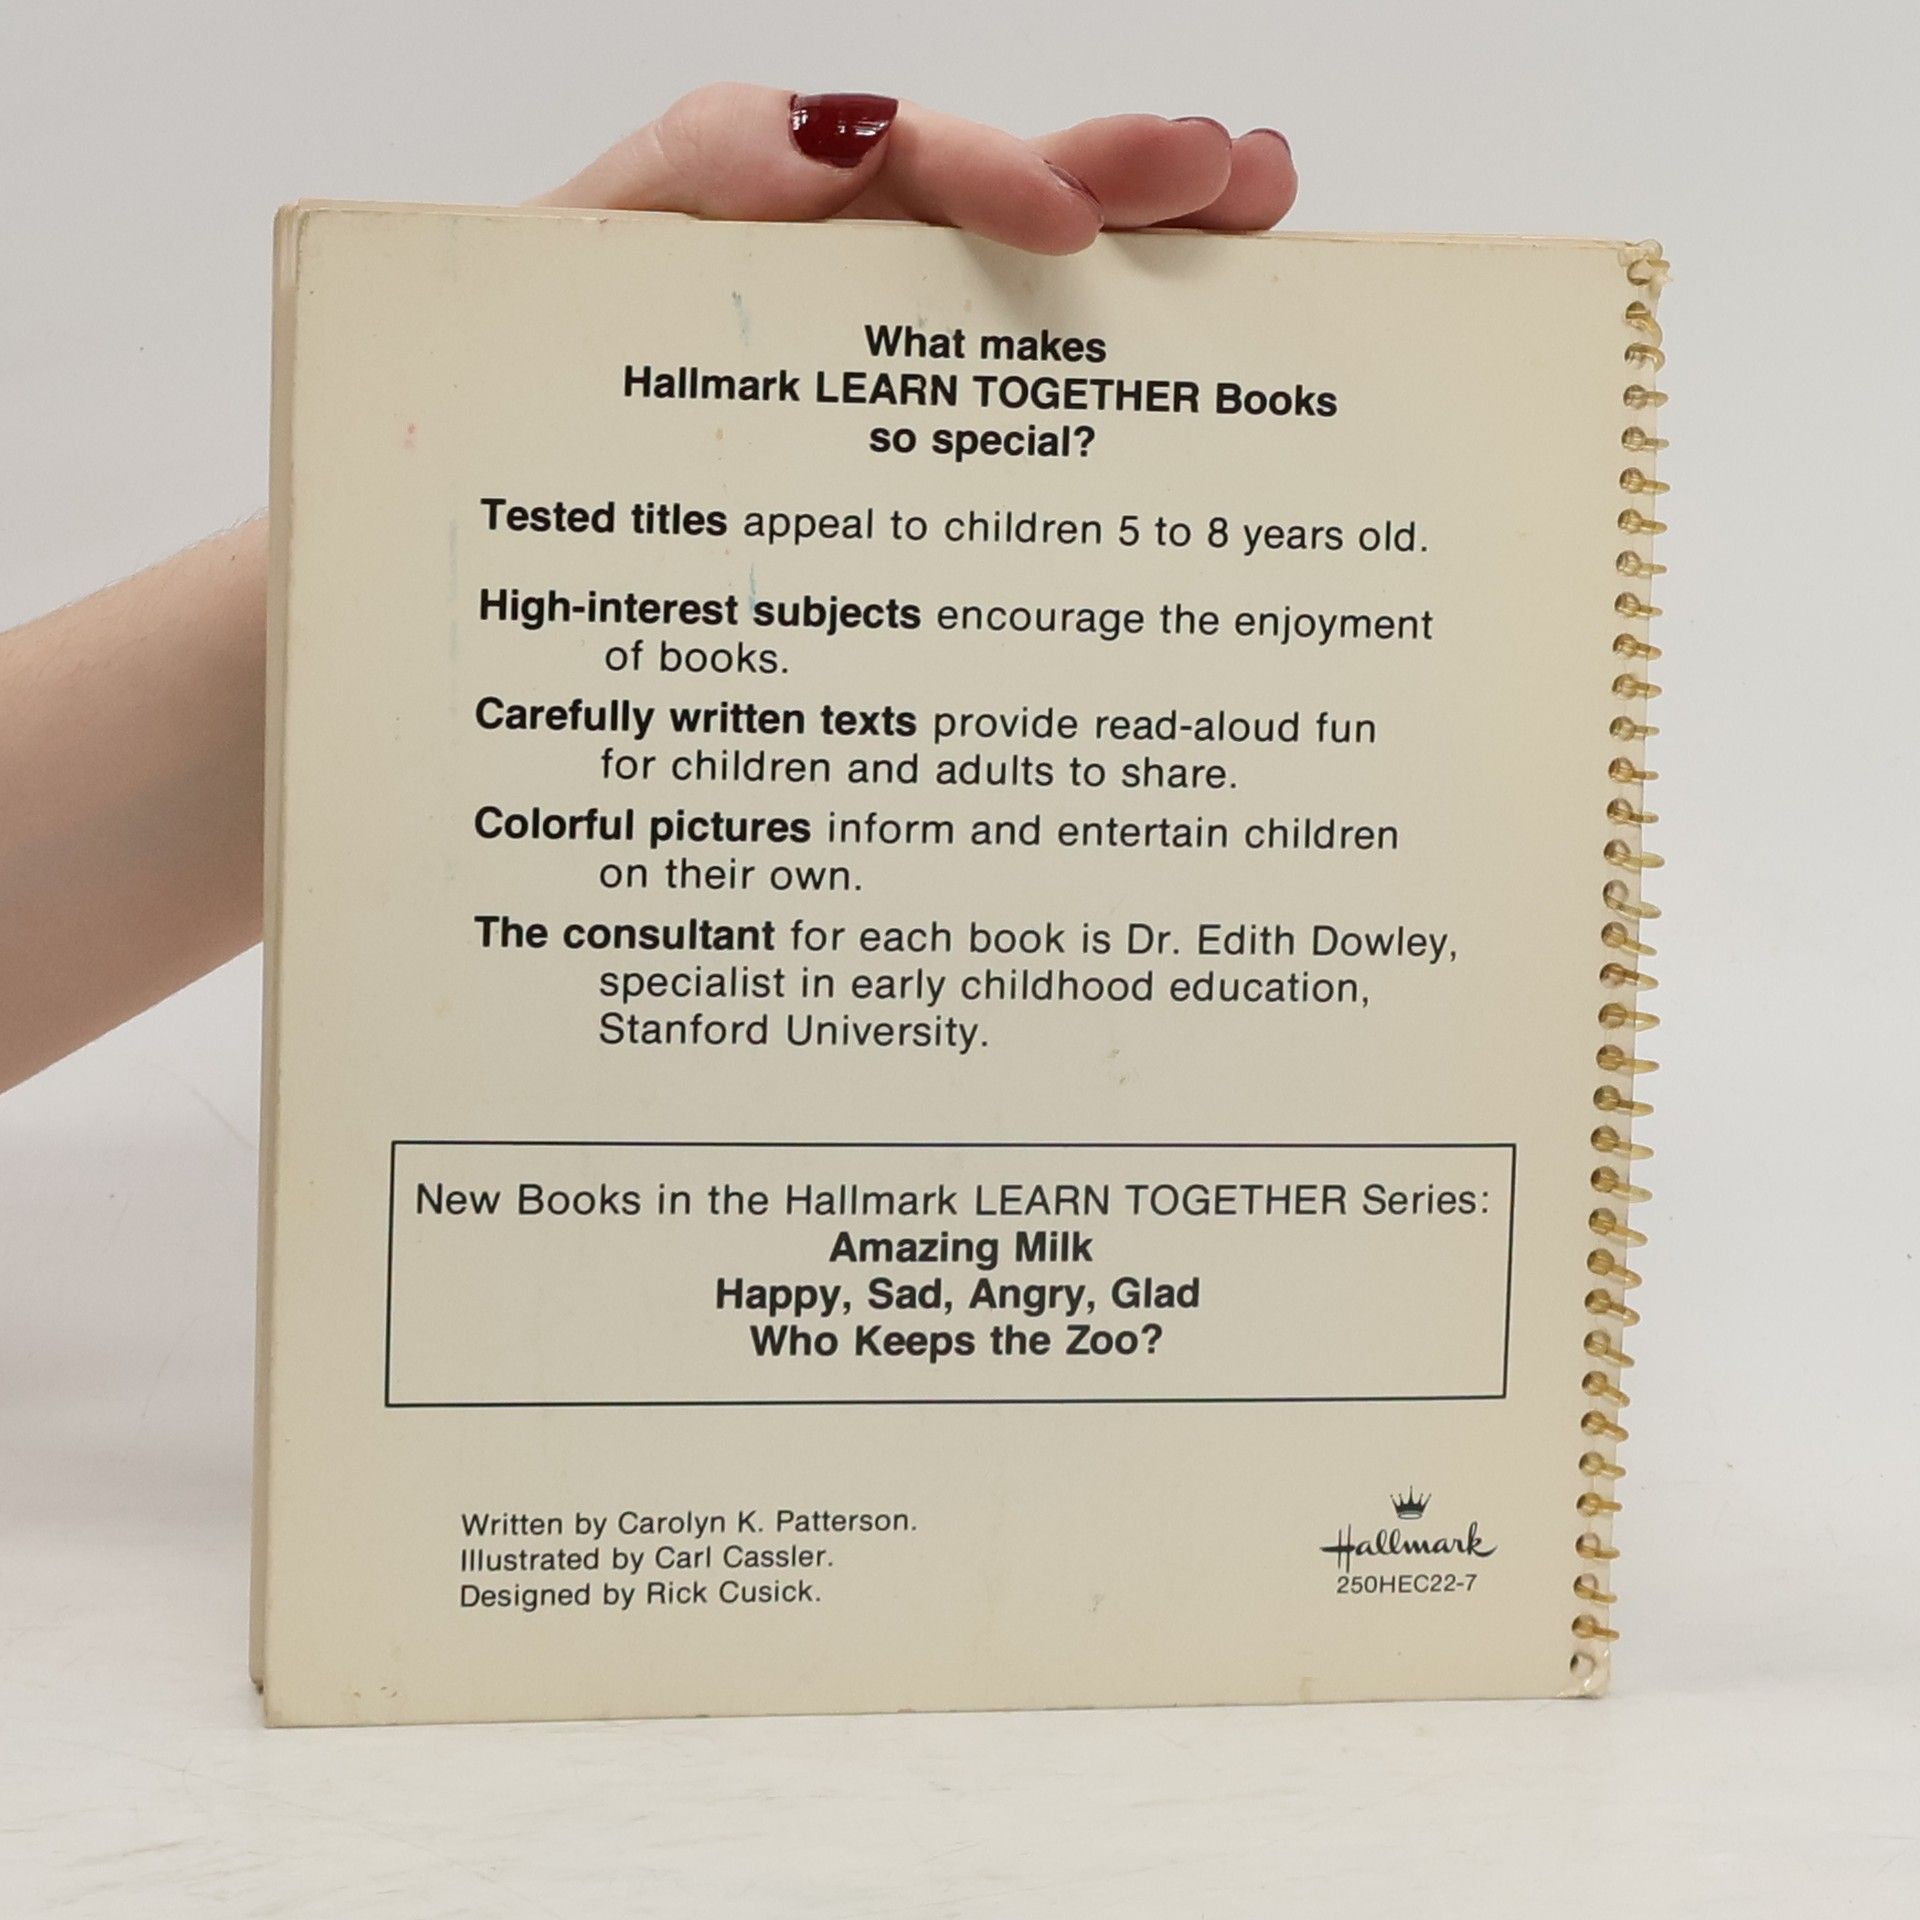 What makes
Hallmark LEARN TOGETHER Books
so special?
Tested titles appeal to children 5 to 8 years old.
High-interest subjects encourage the enjoyment
of books.
Carefully written texts provide read-aloud fun
for children and adults to share.
Colorful pictures inform and entertain children
on their own.
The consultant for each book is Dr. Edith Dowley,
specialist in early childhood education,
Stanford University.
New Books in the Hallmark LEARN TOGETHER Series:
Amazing Milk
Happy, Sad, Angry, Glad
Who Keeps the Zoo?
Written by Carolyn K. Patterson.
Illustrated by Carl Cassler.
Designed by Rick Cusick.
Hallmark
250HEC22-7